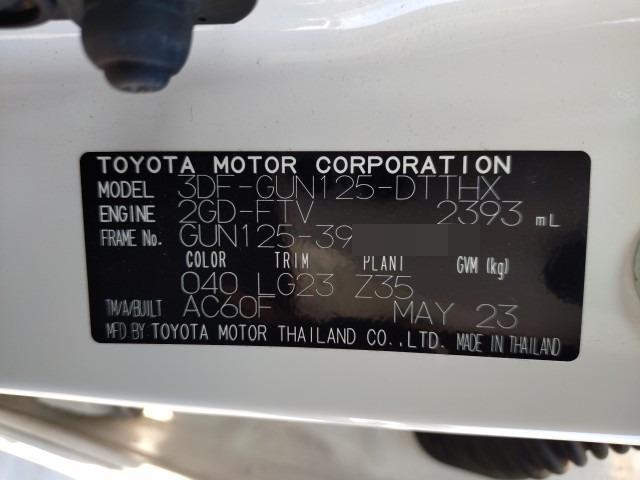 TOYOTA MOTOR CORPORATION
MODEL 3DF-GUN125-DTTHX
ENGINE 2GD-FTV 2393 mL
FRAME No. GUN125-39
COLOR TRIM PLANT GVM (kg)
040 LG23 Z35
TM/A/BUILT AC60F MAY 23
MFD BY:TOYOTA MOTOR THAILAND CO.,LTD. MADE IN THAILAND